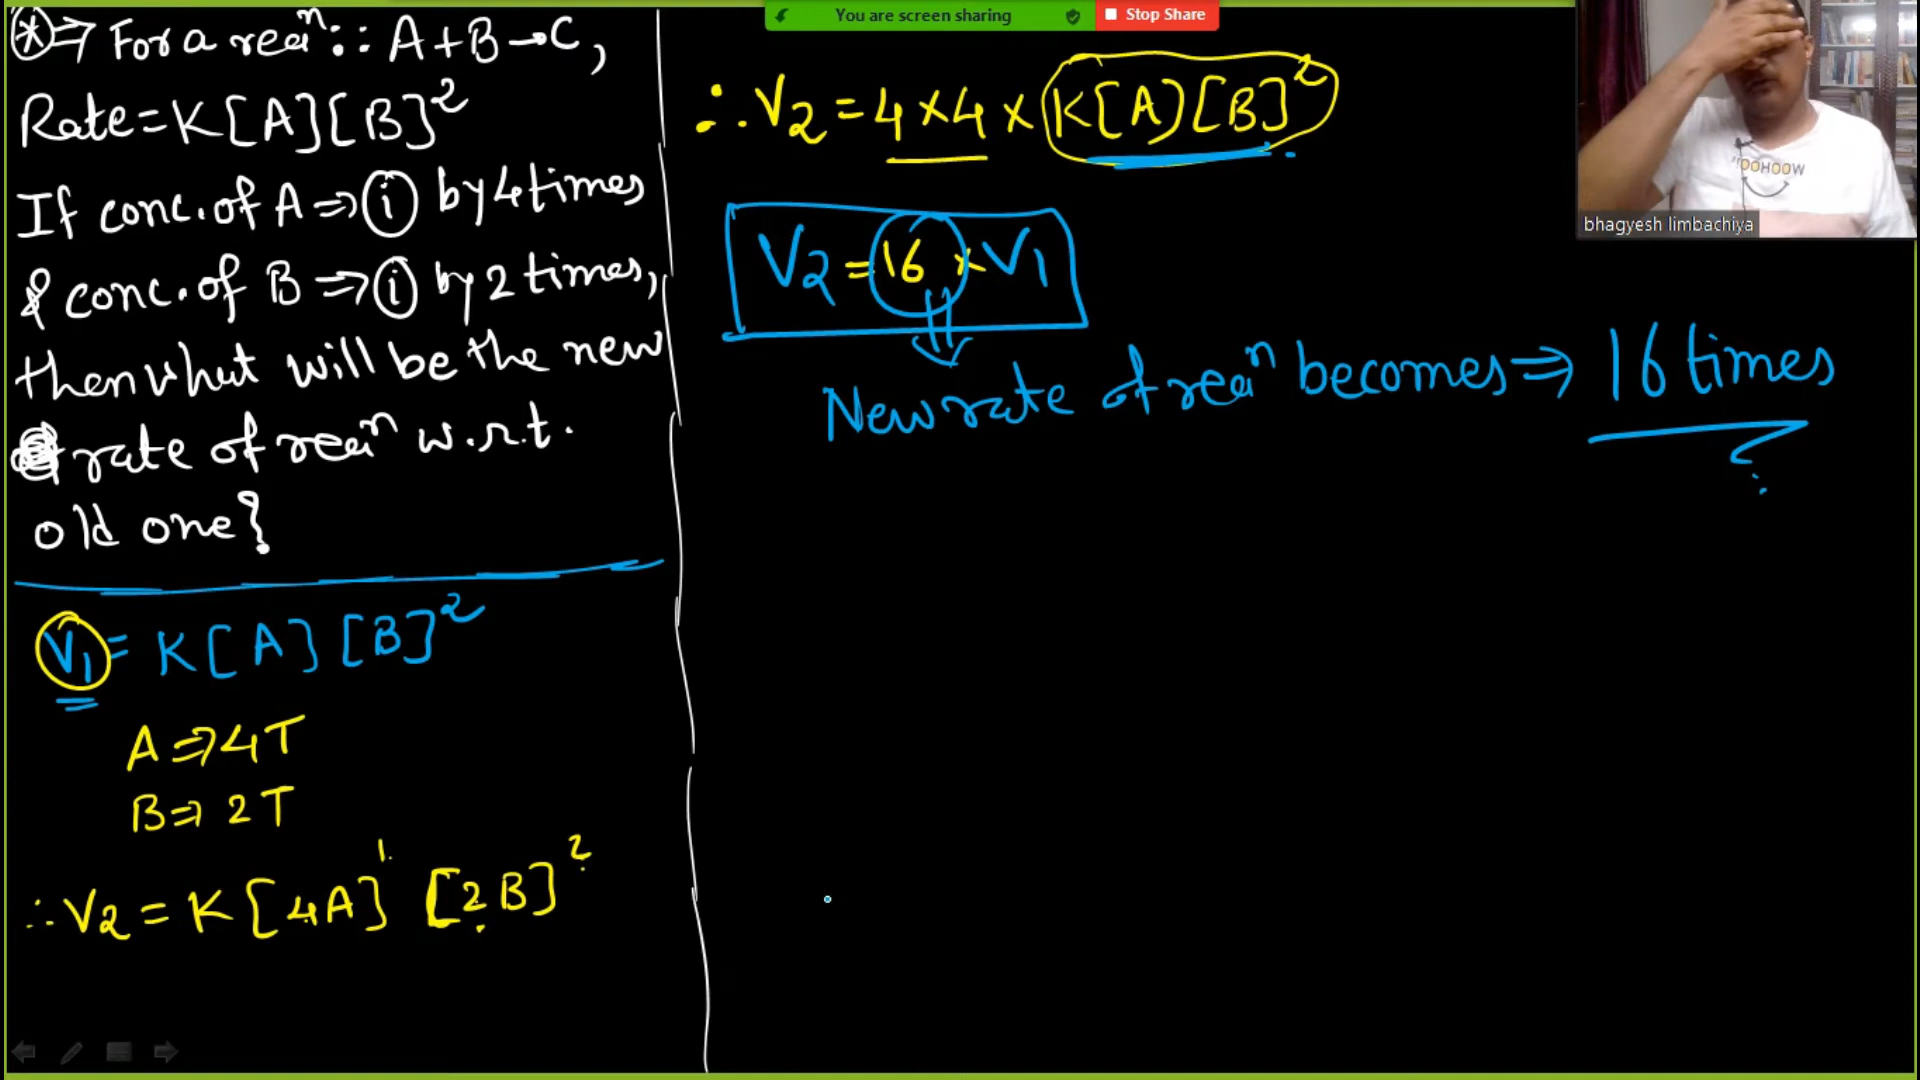 You are screen sharing
Stop Share
⊛⇒ For a reaⁿ:: A+B→C,
Rate=K[A][B]²
If conc. of A ⇒ (i) by 4 times
& conc. of B ⇒ (i) by 2 times,
then what will be the new
rate of reaⁿ w.r.t.
old one?
V₁ = K[A][B]²
A ⇒ 4T
B ⇒ 2T
∴ V₂ = K[4A]¹ [2B]²
∴ V₂ = 4×4× K[A][B]²
V₂ = 16 × V₁
New rate of reaⁿ becomes ⇒ 16 times
?
OOHOOW
bhagyesh limbachiya